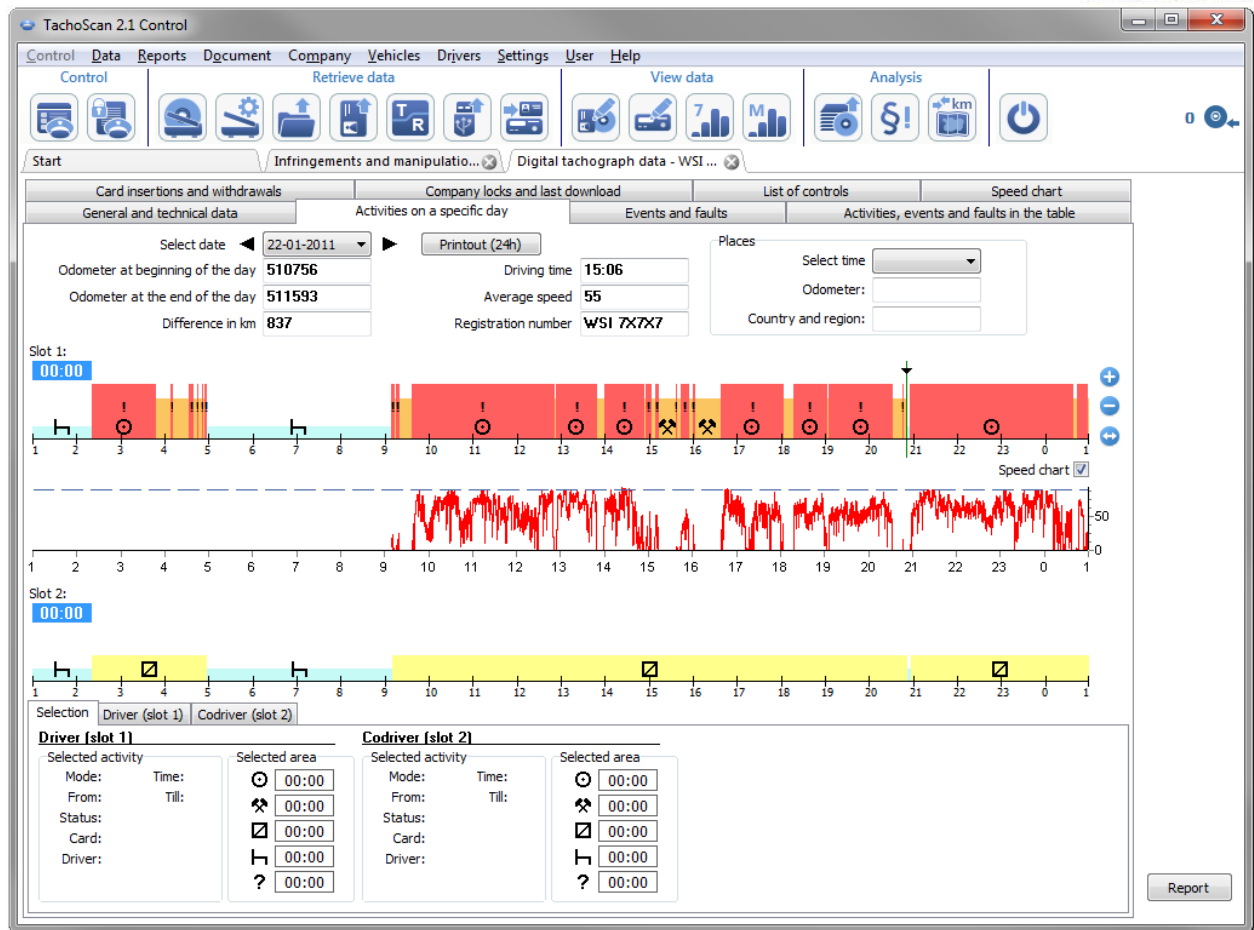 TachoScan 2.1 Control
Control Data Reports Document Company Vehicles Drivers Settings User Help
Control Retrieve data View data Analysis
T R 7 M §! km 0
Start Infringements and manipulatio... Digital tachograph data - WSI ...
Card insertions and withdrawals Company locks and last download List of controls Speed chart
General and technical data Activities on a specific day Events and faults Activities, events and faults in the table
Select date 22-01-2011 Printout (24h) Places
Select time
Odometer at beginning of the day 510756 Driving time 15:06
Odometer:
Odometer at the end of the day 511593 Average speed 55
Country and region:
Difference in km 837 Registration number WSI 7X7X7
Slot 1:
00:00
! ! ! ! ! ! ! ! ! ! ! ! ! ! ! ! ! ! ! !
1 2 3 4 5 6 7 8 9 10 11 12 13 14 15 16 17 18 19 20 21 22 23 0 1
Speed chart
50
0
1 2 3 4 5 6 7 8 9 10 11 12 13 14 15 16 17 18 19 20 21 22 23 0 1
Slot 2:
00:00
1 2 3 4 5 6 7 8 9 10 11 12 13 14 15 16 17 18 19 20 21 22 23 0 1
Selection Driver (slot 1) Codriver (slot 2)
Driver (slot 1) Codriver (slot 2)
Selected activity Selected area Selected activity Selected area
Mode: Time: 00:00 Mode: Time: 00:00
From: Till: 00:00 From: Till: 00:00
Status: 00:00 Status: 00:00
Card: 00:00 Card: 00:00
Driver: 00:00 Driver: 00:00
? 00:00 ? 00:00
Report